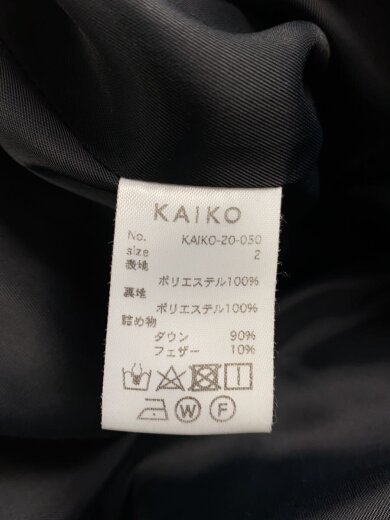 KAIKO
No. KAIKO-20-030
size 2
表地
ポリエステル100%
裏地
ポリエステル100%
詰め物
ダウン 90%
フェザー 10%
W F